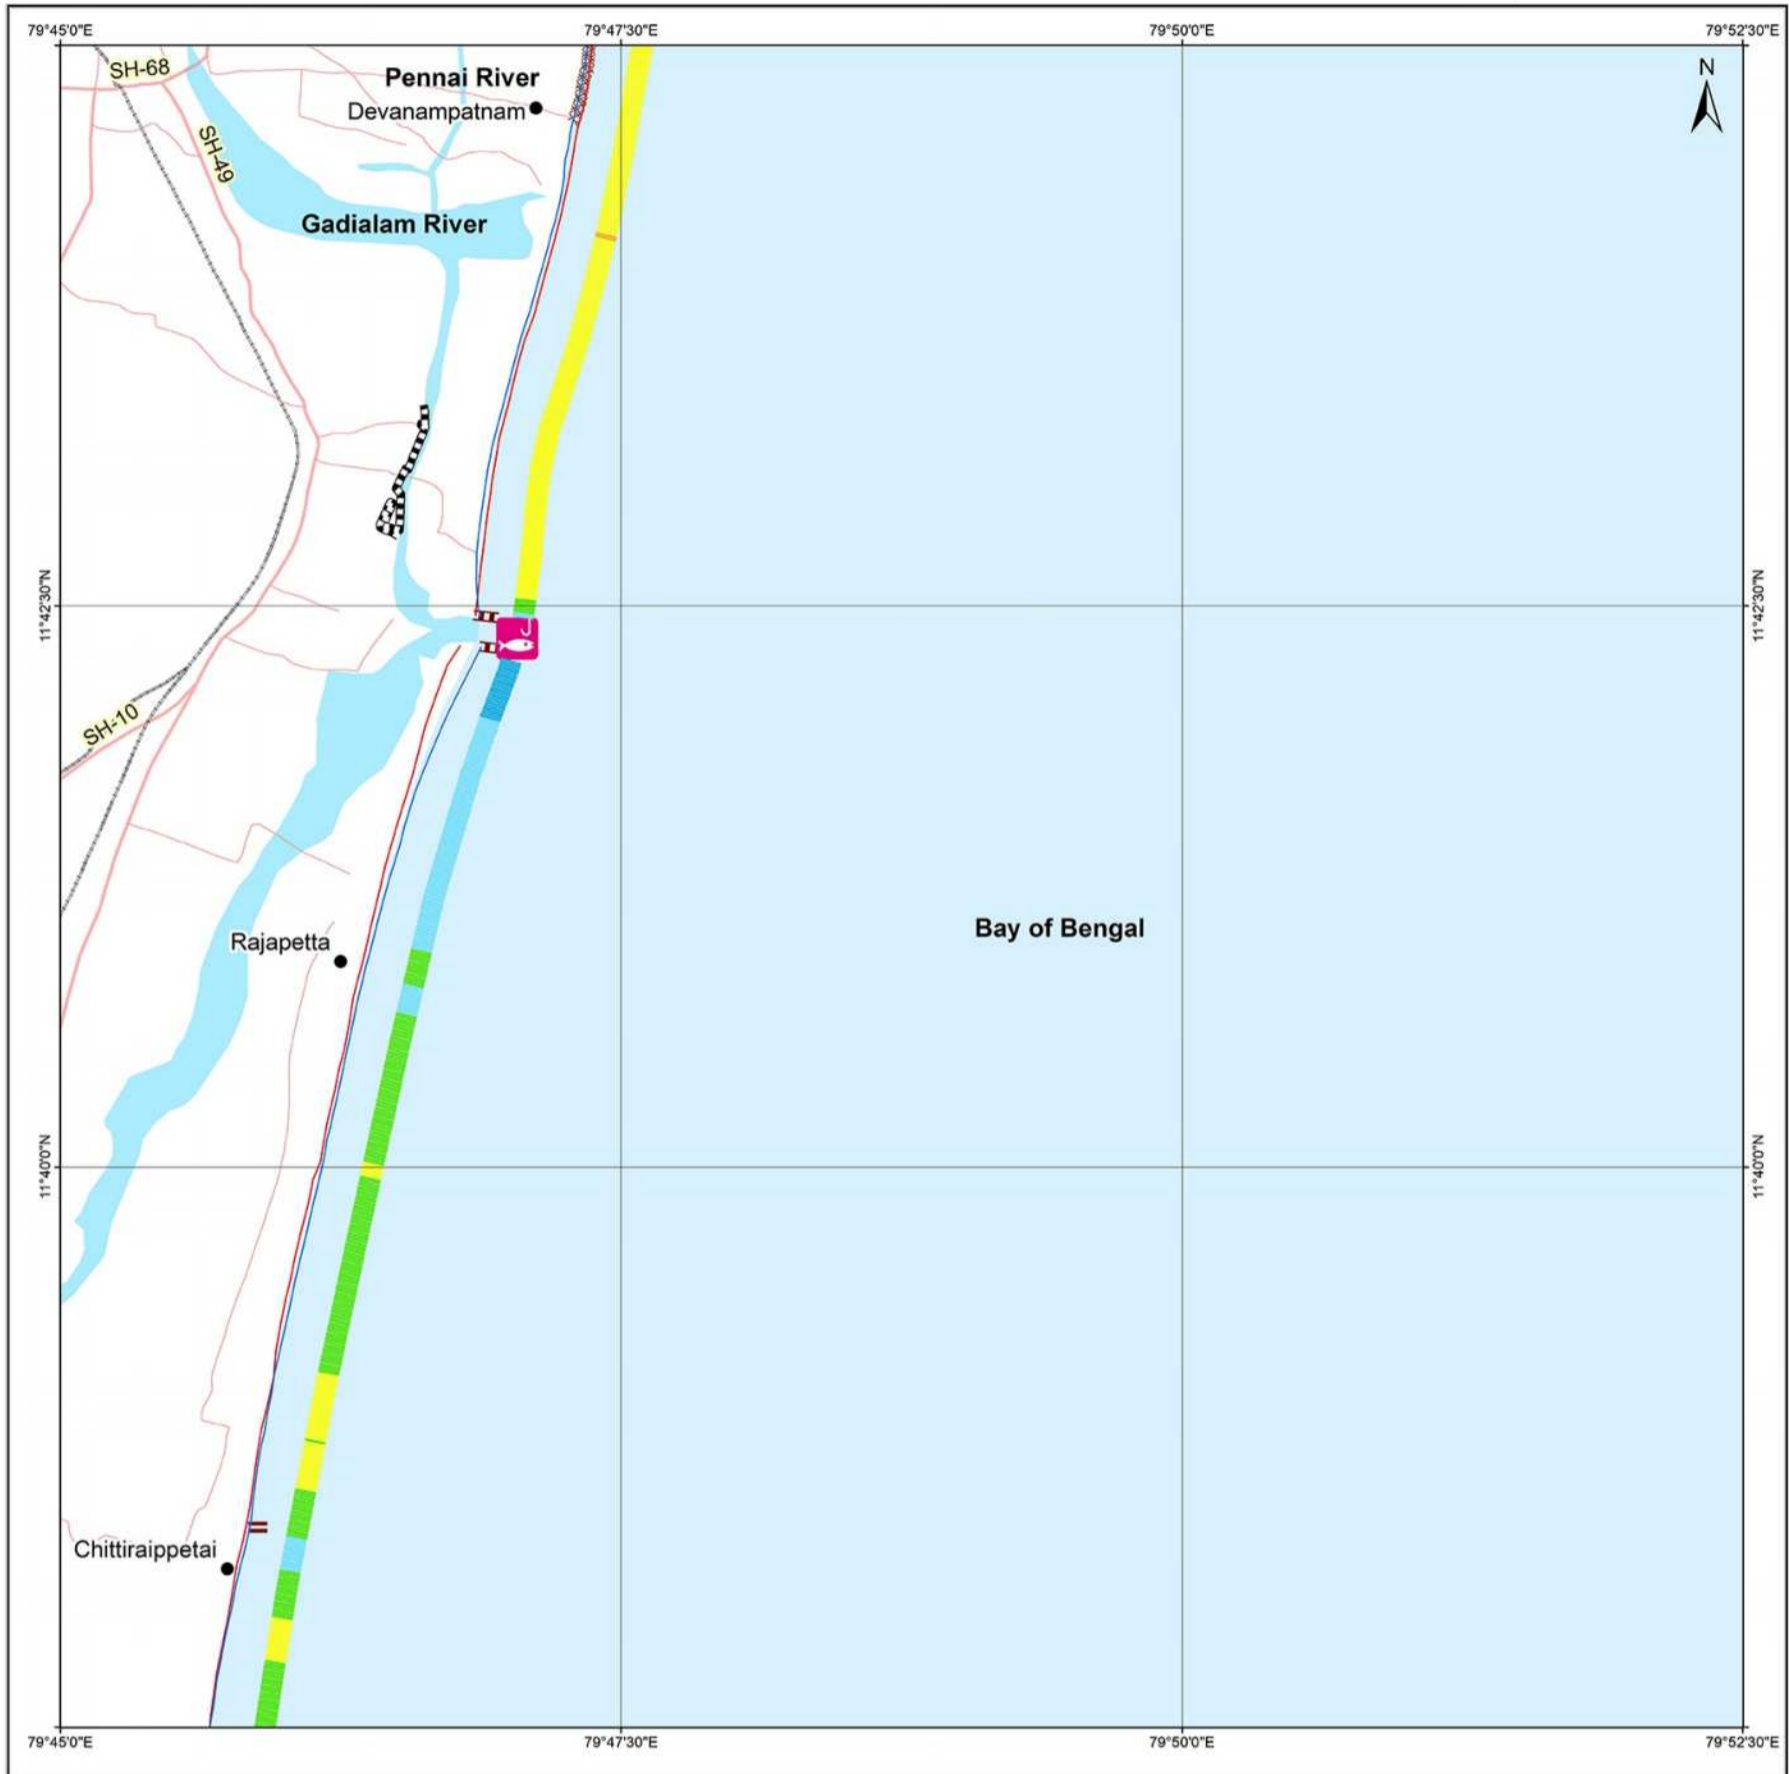 79°45'0"E
79°47'30"E
79°50'0"E
79°52'30"E
N
SH-68
Pennai River
Devanampatnam
SH-49
Gadialam River
11°42'30"N
11°42'30"N
SH-10
Bay of Bengal
Rajapetta
11°40'0"N
11°40'0"N
Chittiraippetai
79°45'0"E
79°47'30"E
79°50'0"E
79°52'30"E